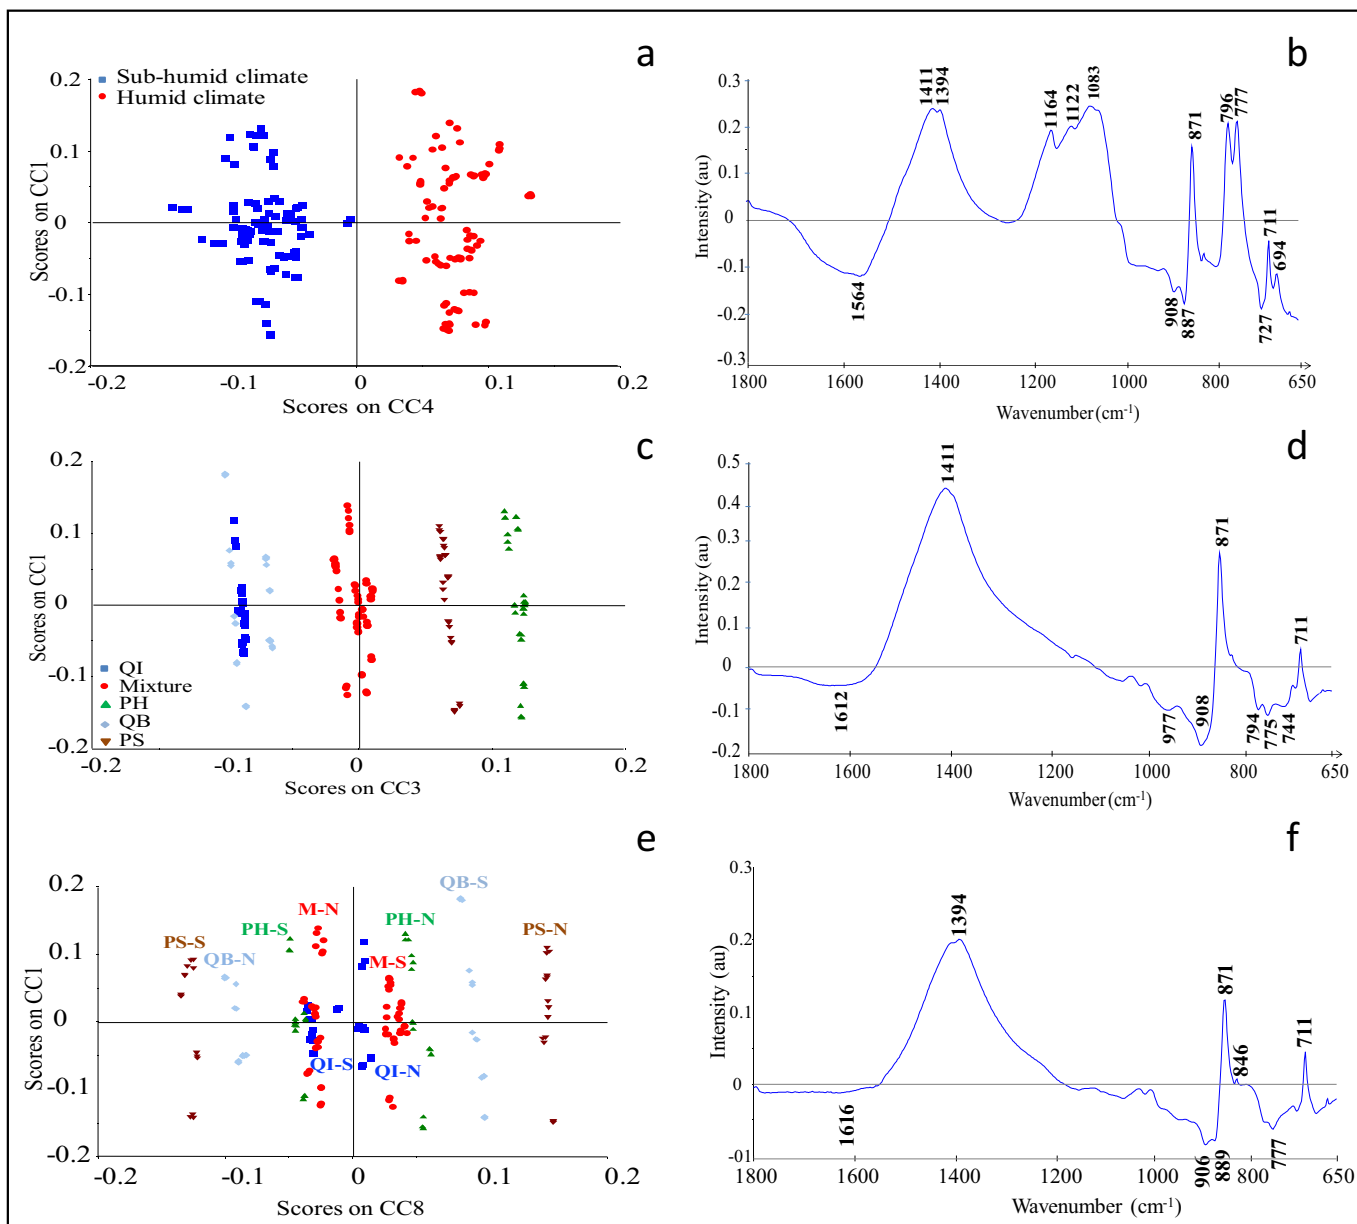 a
0.2
Sub-humid climate
Humid climate
0.1
0
-0.1
-0.2
Scores on CC1
-0.2
-0.1
0
0.1
0.2
Scores on CC4
b
0.3
0.2
0.1
0
-0.1
-0.2
-0.3
Intensity (au)
1411
1394
1164
1122
1083
871
796
777
711
694
1564
908
887
727
1800
1600
1400
1200
1000
800
650
Wavenumber (cm-1)
c
0.2
0.1
0
-0.1
-0.2
Scores on CC1
QI
Mixture
PH
QB
PS
-0.2
-0.1
0
0.1
0.2
Scores on CC3
d
0.5
0.4
0.3
0.2
0.1
0
-0.1
-0.2
Intensity (au)
1411
871
711
1612
977
908
794
775
744
1800
1600
1400
1200
1000
800
650
Wavenumber (cm-1)
e
0.2
0.1
0
-0.1
-0.2
Scores on CC1
QB-S
M-N
PH-S
PH-N
PS-N
PS-S
QB-N
M-S
QI-S
QI-N
-0.2
-0.1
0
0.1
0.2
Scores on CC8
f
0.3
0.2
0.1
0
-01
Intensity (au)
1394
871
846
711
1616
906
889
777
1800
1600
1400
1200
1000
800
650
Wavenumber (cm-1)